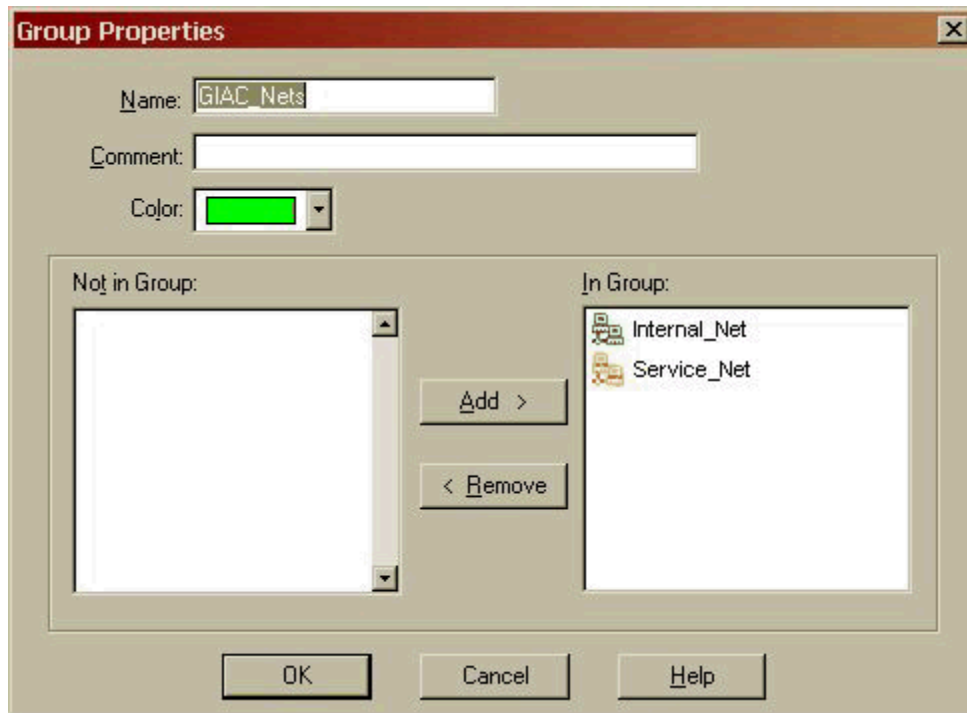 Group Properties
Name: GIAC_Nets
Comment:
Color:
Not in Group:
In Group:
Internal_Net
Service_Net
Add >
< Remove
OK
Cancel
Help